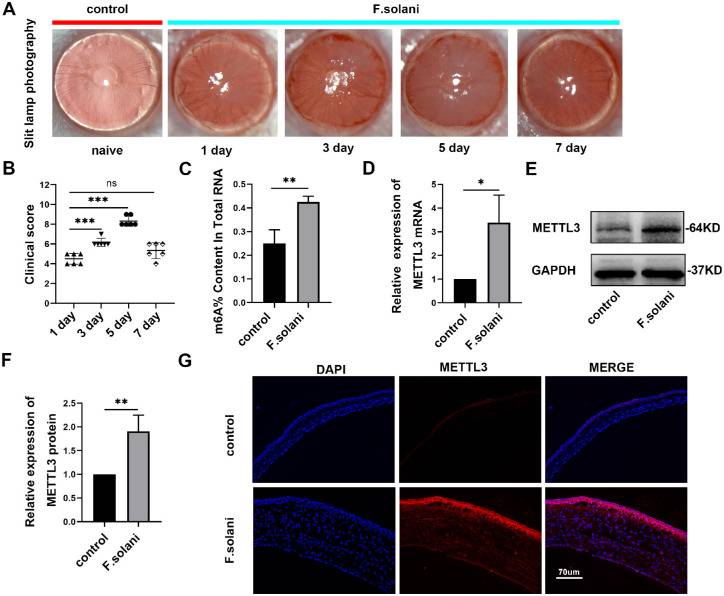 A
control
F.solani
Slit lamp photography
naive
1 day
3 day
5 day
7 day
B
Clinical score
12
10
8
6
4
2
0
ns
***
***
1 day
3 day
5 day
7 day
C
m6A% Content In Total RNA
0.5
0.4
0.3
0.2
0.1
0.0
**
control
F.solani
D
Relative expression of
METTL3 mRNA
5
4
3
2
1
0
*
control
F.solani
E
METTL3
-64KD
GAPDH
-37KD
control
F.solani
F
Relative expression of
METTL3 protein
2.5
2.0
1.5
1.0
0.5
0.0
**
control
F.solani
G
DAPI
METTL3
MERGE
control
F.solani
70um